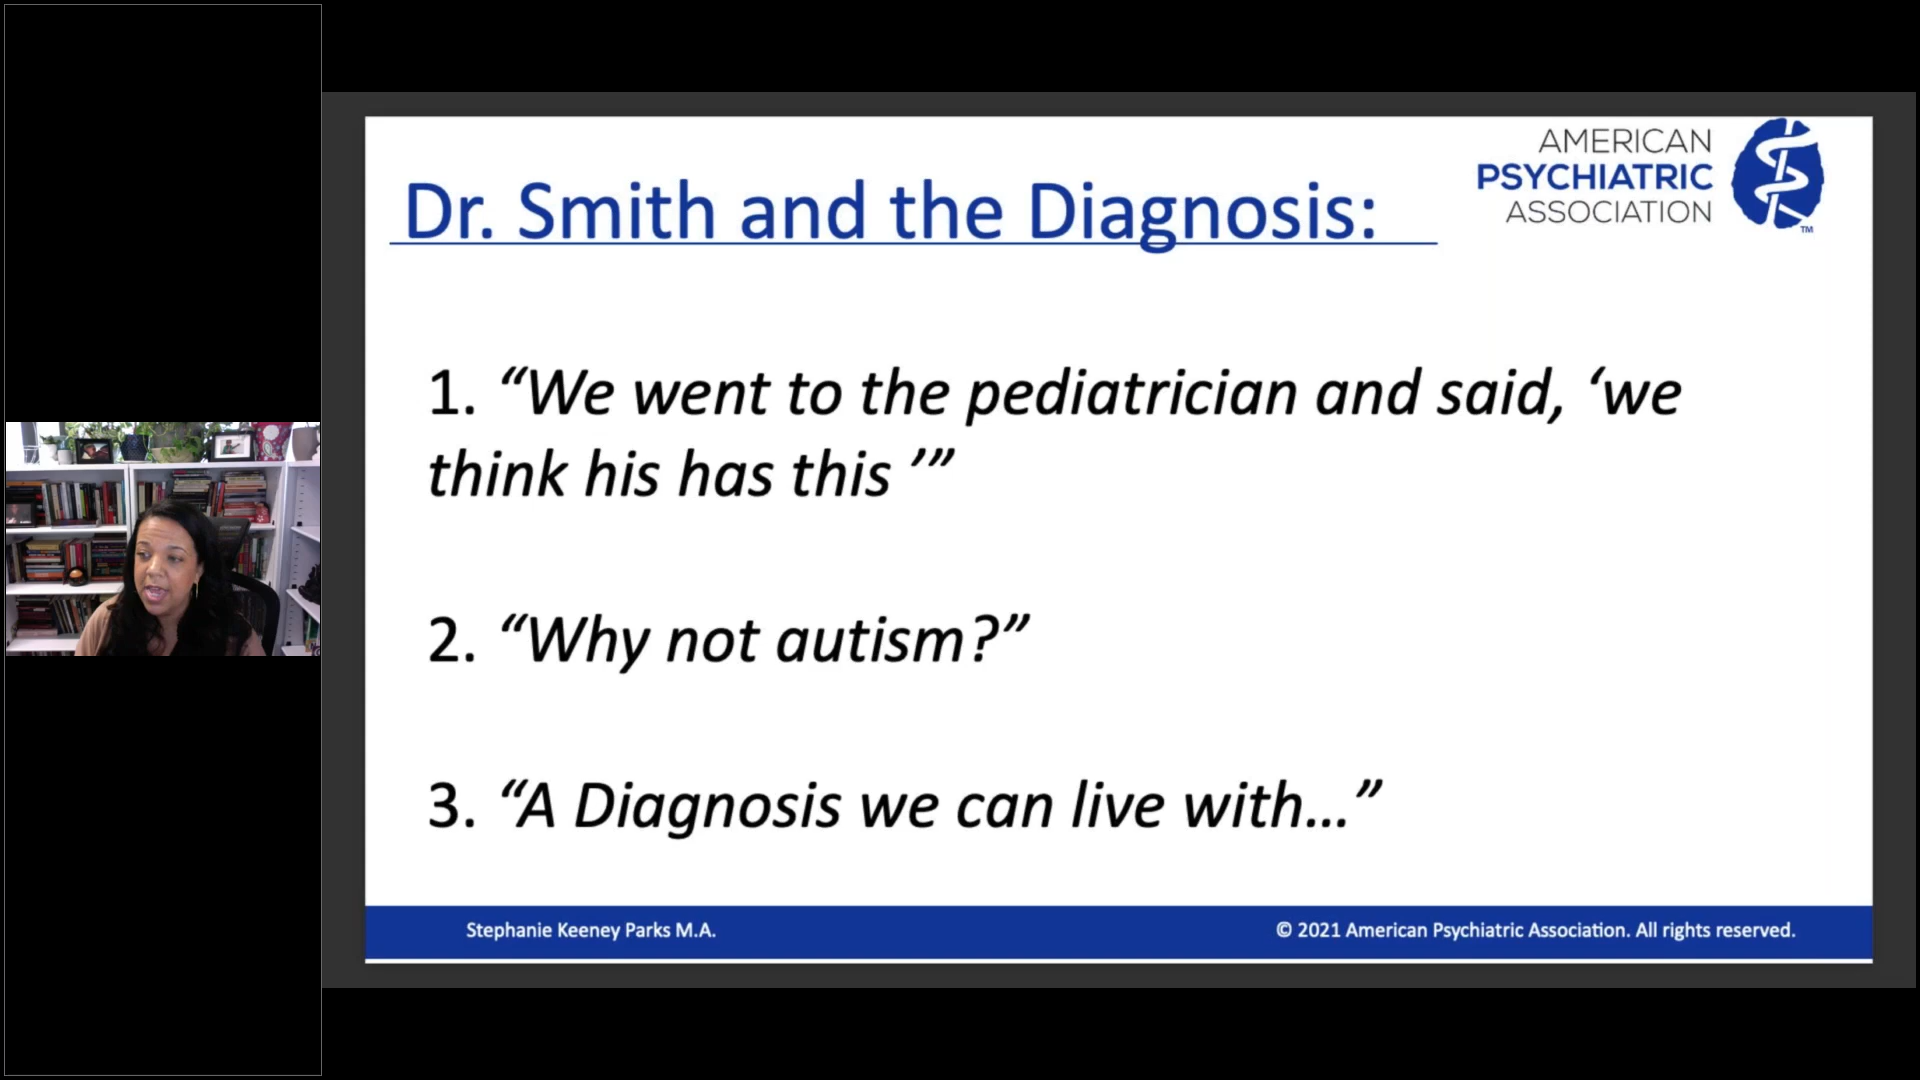 AMERICAN
PSYCHIATRIC
ASSOCIATION
TM
Dr. Smith and the Diagnosis:
1. “We went to the pediatrician and said, ‘we
think his has this ’”
2. “Why not autism?”
3. “A Diagnosis we can live with...”
Stephanie Keeney Parks M.A.
© 2021 American Psychiatric Association. All rights reserved.